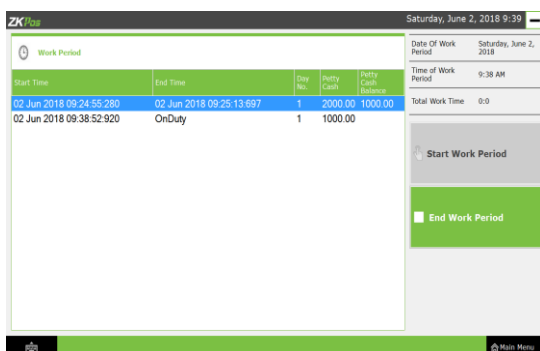 ZKPos
Saturday, June 2, 2018 9:39
Work Period
Start Time End Time Day No. Petty Cash Petty Cash Balance
02 Jun 2018 09:24:55:280 02 Jun 2018 09:25:13:697 1 2000.00 1000.00
02 Jun 2018 09:38:52:920 OnDuty 1 1000.00
Date Of Work Period Saturday, June 2, 2018
Time of Work Period 9:38 AM
Total Work Time 0:0
Start Work Period
End Work Period
Main Menu